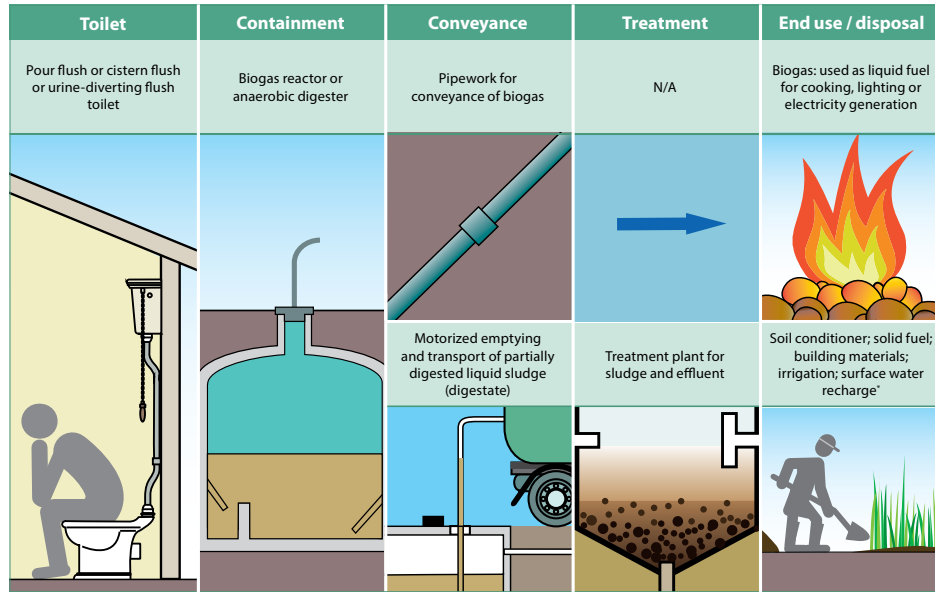 Toilet
Containment
Conveyance
Treatment
End use / disposal
Pour flush or cistern flush
or urine-diverting flush
toilet
Biogas reactor or
anaerobic digester
Pipework for
conveyance of biogas
N/A
Biogas: used as liquid fuel
for cooking, lighting or
electricity generation
Motorized emptying
and transport of partially
digested liquid sludge
(digestate)
Treatment plant for
sludge and effluent
Soil conditioner; solid fuel;
building materials;
irrigation; surface water
recharge*